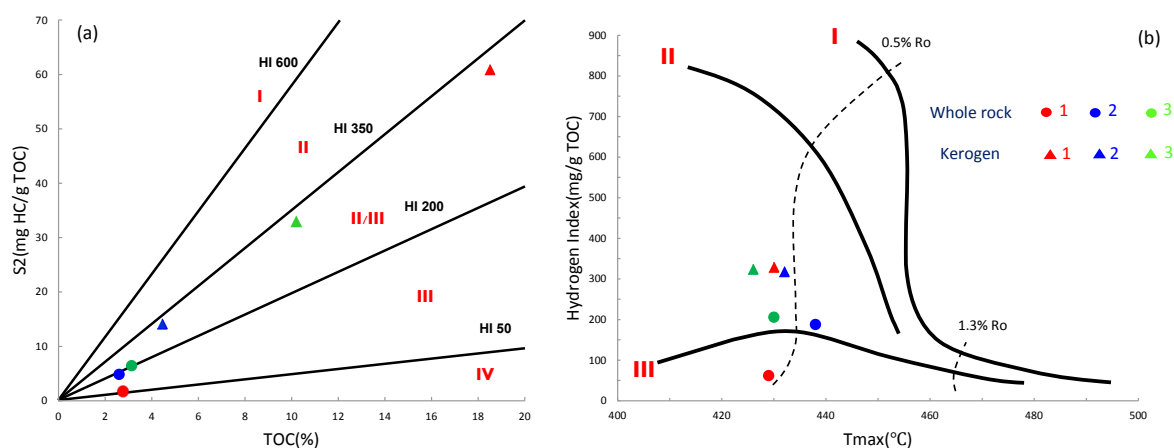 (a)
70
60
50
40
30
20
10
0
S2(mg HC/g TOC)
HI 600
I
HI 350
II
HI 200
II/III
III
HI 50
IV
0 2 4 6 8 10 12 14 16 18 20
TOC(%)
(b)
900
800
700
600
500
400
300
200
100
0
Hydrogen Index(mg/g TOC)
I
0.5% Ro
II
Whole rock 1 2 3
Kerogen 1 2 3
1.3% Ro
III
400 420 440 460 480 500
Tmax(℃)